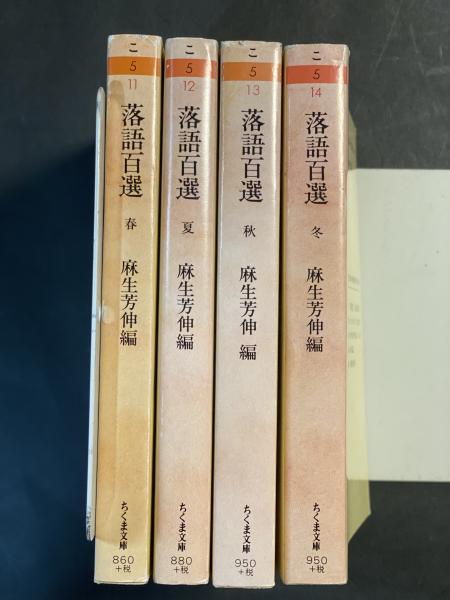 こ
5
11
落語百選
春
麻生芳伸編
ちくま文庫
860
+税
こ
5
12
落語百選
夏
麻生芳伸編
ちくま文庫
880
+税
こ
5
13
落語百選
秋
麻生芳伸 編
ちくま文庫
950
+税
こ
5
14
落語百選
冬
麻生芳伸編
ちくま文庫
950
+税